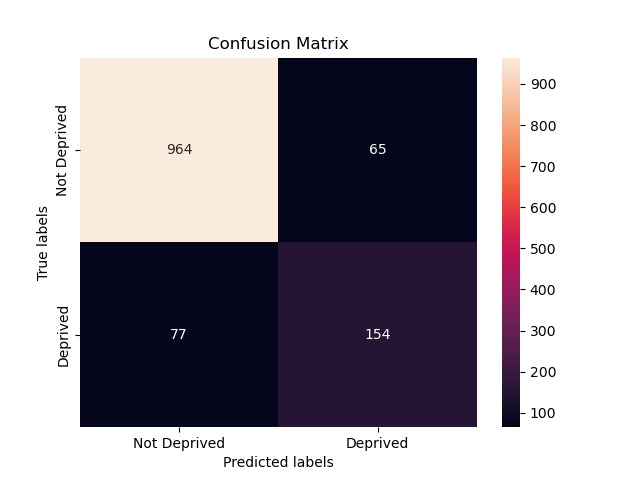 Confusion Matrix
True labels
Not Deprived
Deprived
964
65
77
154
Not Deprived
Deprived
Predicted labels
900
800
700
600
500
400
300
200
100